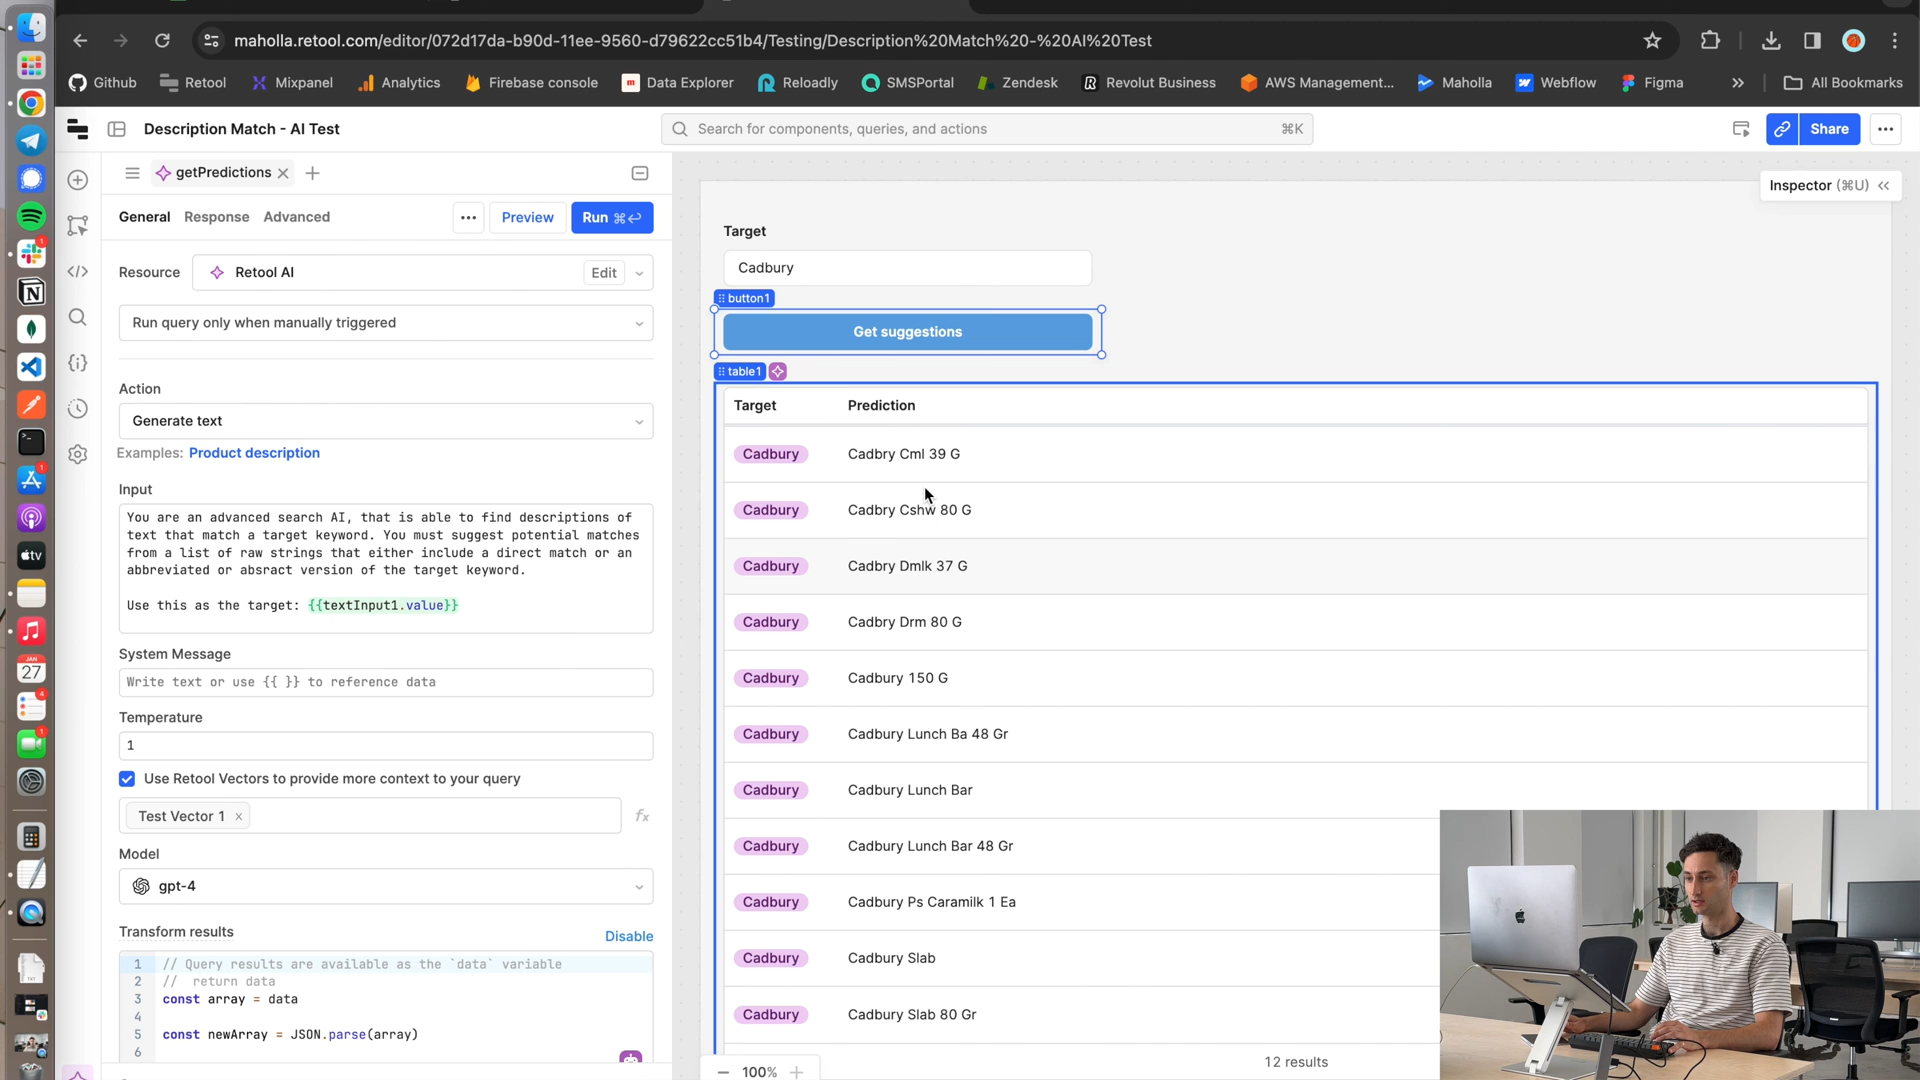 maholla.retool.com/editor/072d17da-b90d-11ee-9560-d79622cc51b4/Testing/Description%20Match%20-%20AI%20Test
Github
Retool
Mixpanel
Analytics
Firebase console
Data Explorer
Reloadly
SMSPortal
Zendesk
Revolut Business
AWS Management...
Maholla
Webflow
Figma
»
All Bookmarks
Description Match - AI Test
Search for components, queries, and actions
⌘K
Share
getPredictions
Inspector (⌘U)
General
Response
Advanced
Preview
Run ⌘↩
Resource
Retool AI
Edit
Run query only when manually triggered
Action
Generate text
Examples: Product description
Input
You are an advanced search AI, that is able to find descriptions of
text that match a target keyword. You must suggest potential matches
from a list of raw strings that either include a direct match or an
abbreviated or absract version of the target keyword.
Use this as the target: {{textInput1.value}}
System Message
Write text or use {{ }} to reference data
Temperature
1
Use Retool Vectors to provide more context to your query
Test Vector 1 ×
fx
Model
gpt-4
Transform results
Disable
1 // Query results are available as the `data` variable
2 // return data
3 const array = data
4
5 const newArray = JSON.parse(array)
6
Target
Cadbury
button1
Get suggestions
table1
Target Prediction
Cadbury Cadbry Cml 39 G
Cadbury Cadbry Cshw 80 G
Cadbury Cadbry Dmlk 37 G
Cadbury Cadbry Drm 80 G
Cadbury Cadbury 150 G
Cadbury Cadbury Lunch Ba 48 Gr
Cadbury Cadbury Lunch Bar
Cadbury Cadbury Lunch Bar 48 Gr
Cadbury Cadbury Ps Caramilk 1 Ea
Cadbury Cadbury Slab
Cadbury Cadbury Slab 80 Gr
12 results
100%
tv
JAN
27
1
1
4
1